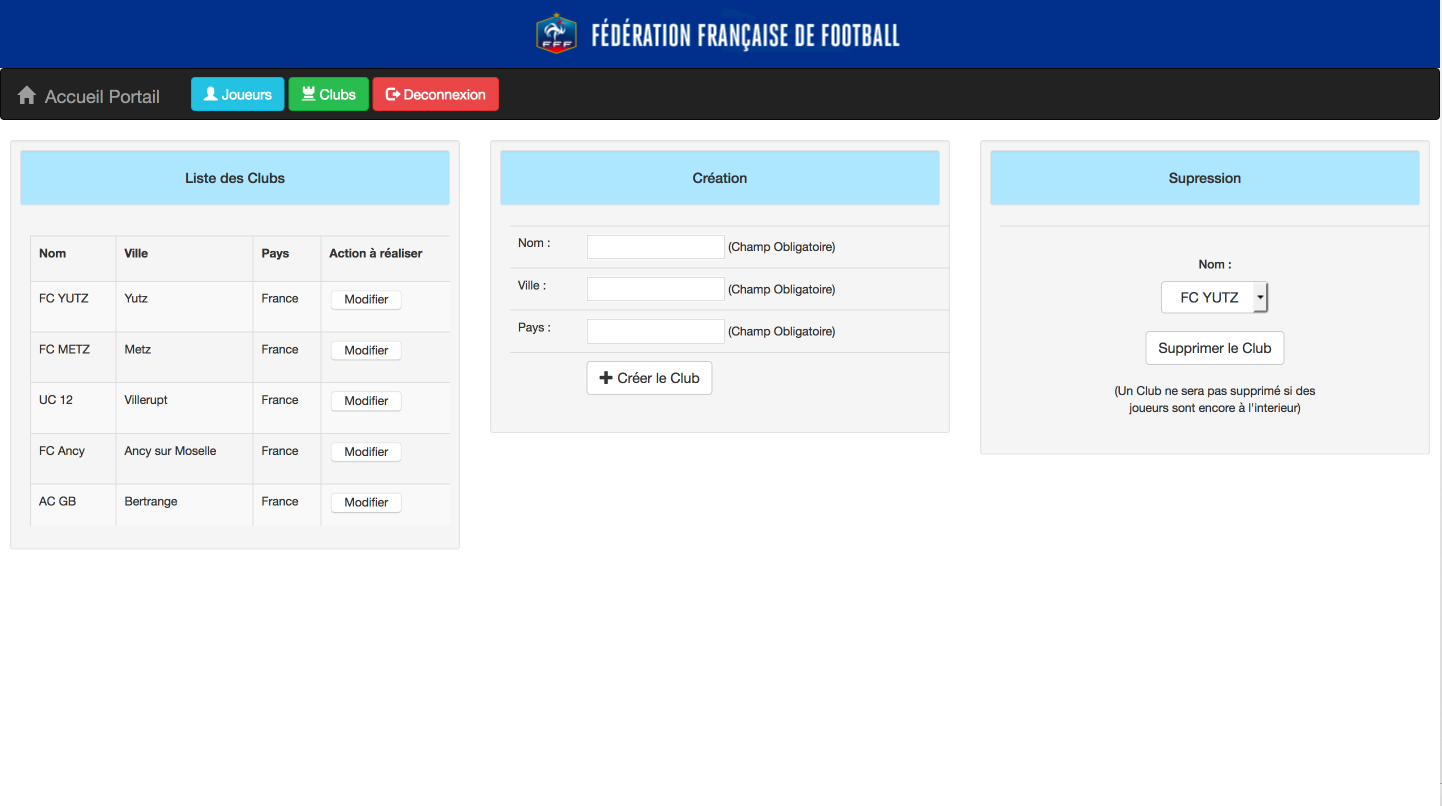 FFF
FÉDÉRATION FRANÇAISE DE FOOTBALL
Accueil Portail Joueurs Clubs Deconnexion
Liste des Clubs
Nom Ville Pays Action à réaliser
FC YUTZ Yutz France Modifier
FC METZ Metz France Modifier
UC 12 Villerupt France Modifier
FC Ancy Ancy sur Moselle France Modifier
AC GB Bertrange France Modifier
Création
Nom : (Champ Obligatoire)
Ville : (Champ Obligatoire)
Pays : (Champ Obligatoire)
Créer le Club
Supression
Nom :
FC YUTZ
Supprimer le Club
(Un Club ne sera pas supprimé si des
joueurs sont encore à l'interieur)